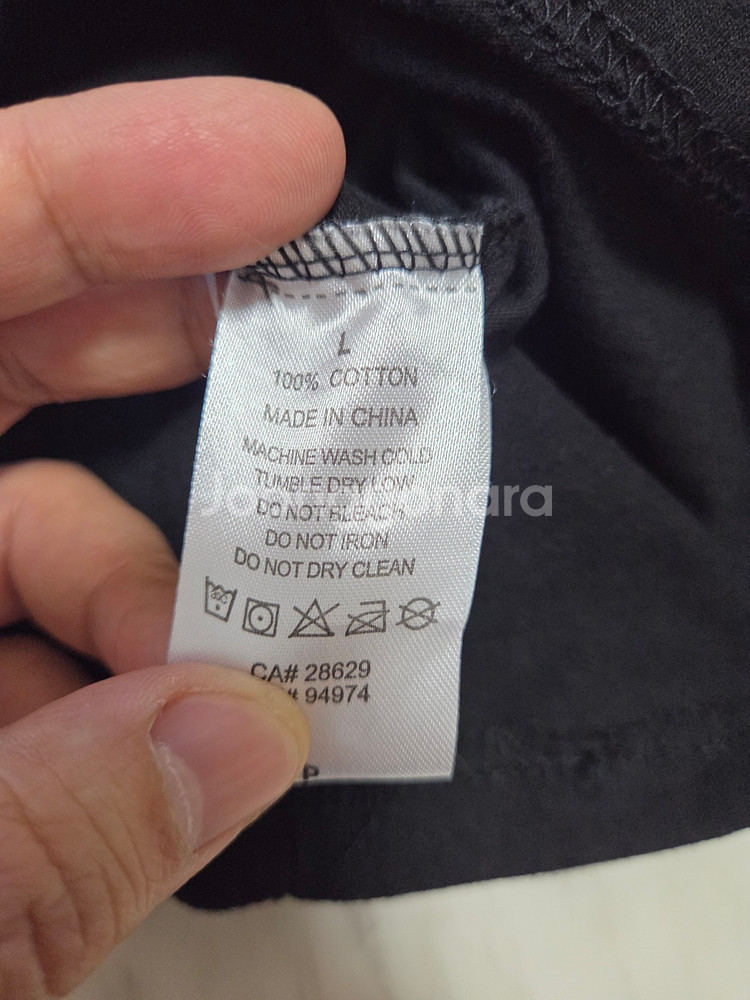 L
100% COTTON
MADE IN CHINA
MACHINE WASH COLD
TUMBLE DRY LOW
DO NOT BLEACH
DO NOT IRON
DO NOT DRY CLEAN
CA# 28629
# 94974
P